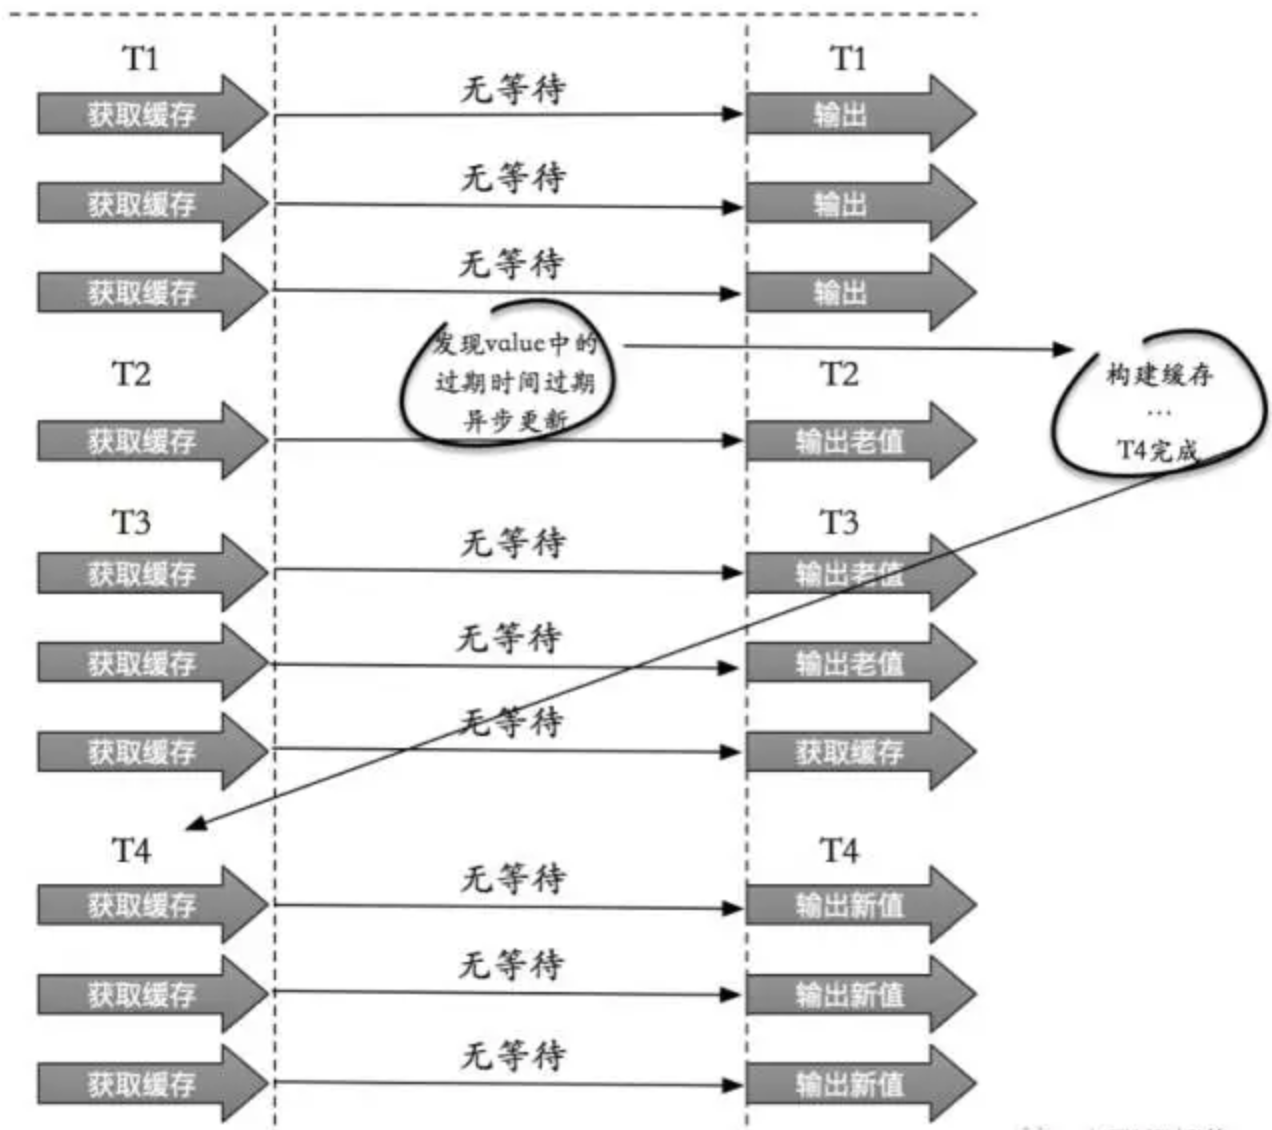 T1 T1
获取缓存 无等待 输出
获取缓存 无等待 输出
获取缓存 无等待 输出
发现value中的
过期时间过期
异步更新
构建缓存
...
T4完成
T2 T2
获取缓存 输出老值
T3 T3
获取缓存 无等待 输出老值
获取缓存 无等待 输出老值
获取缓存 无等待 获取缓存
T4 T4
获取缓存 无等待 输出新值
获取缓存 无等待 输出新值
获取缓存 无等待 输出新值